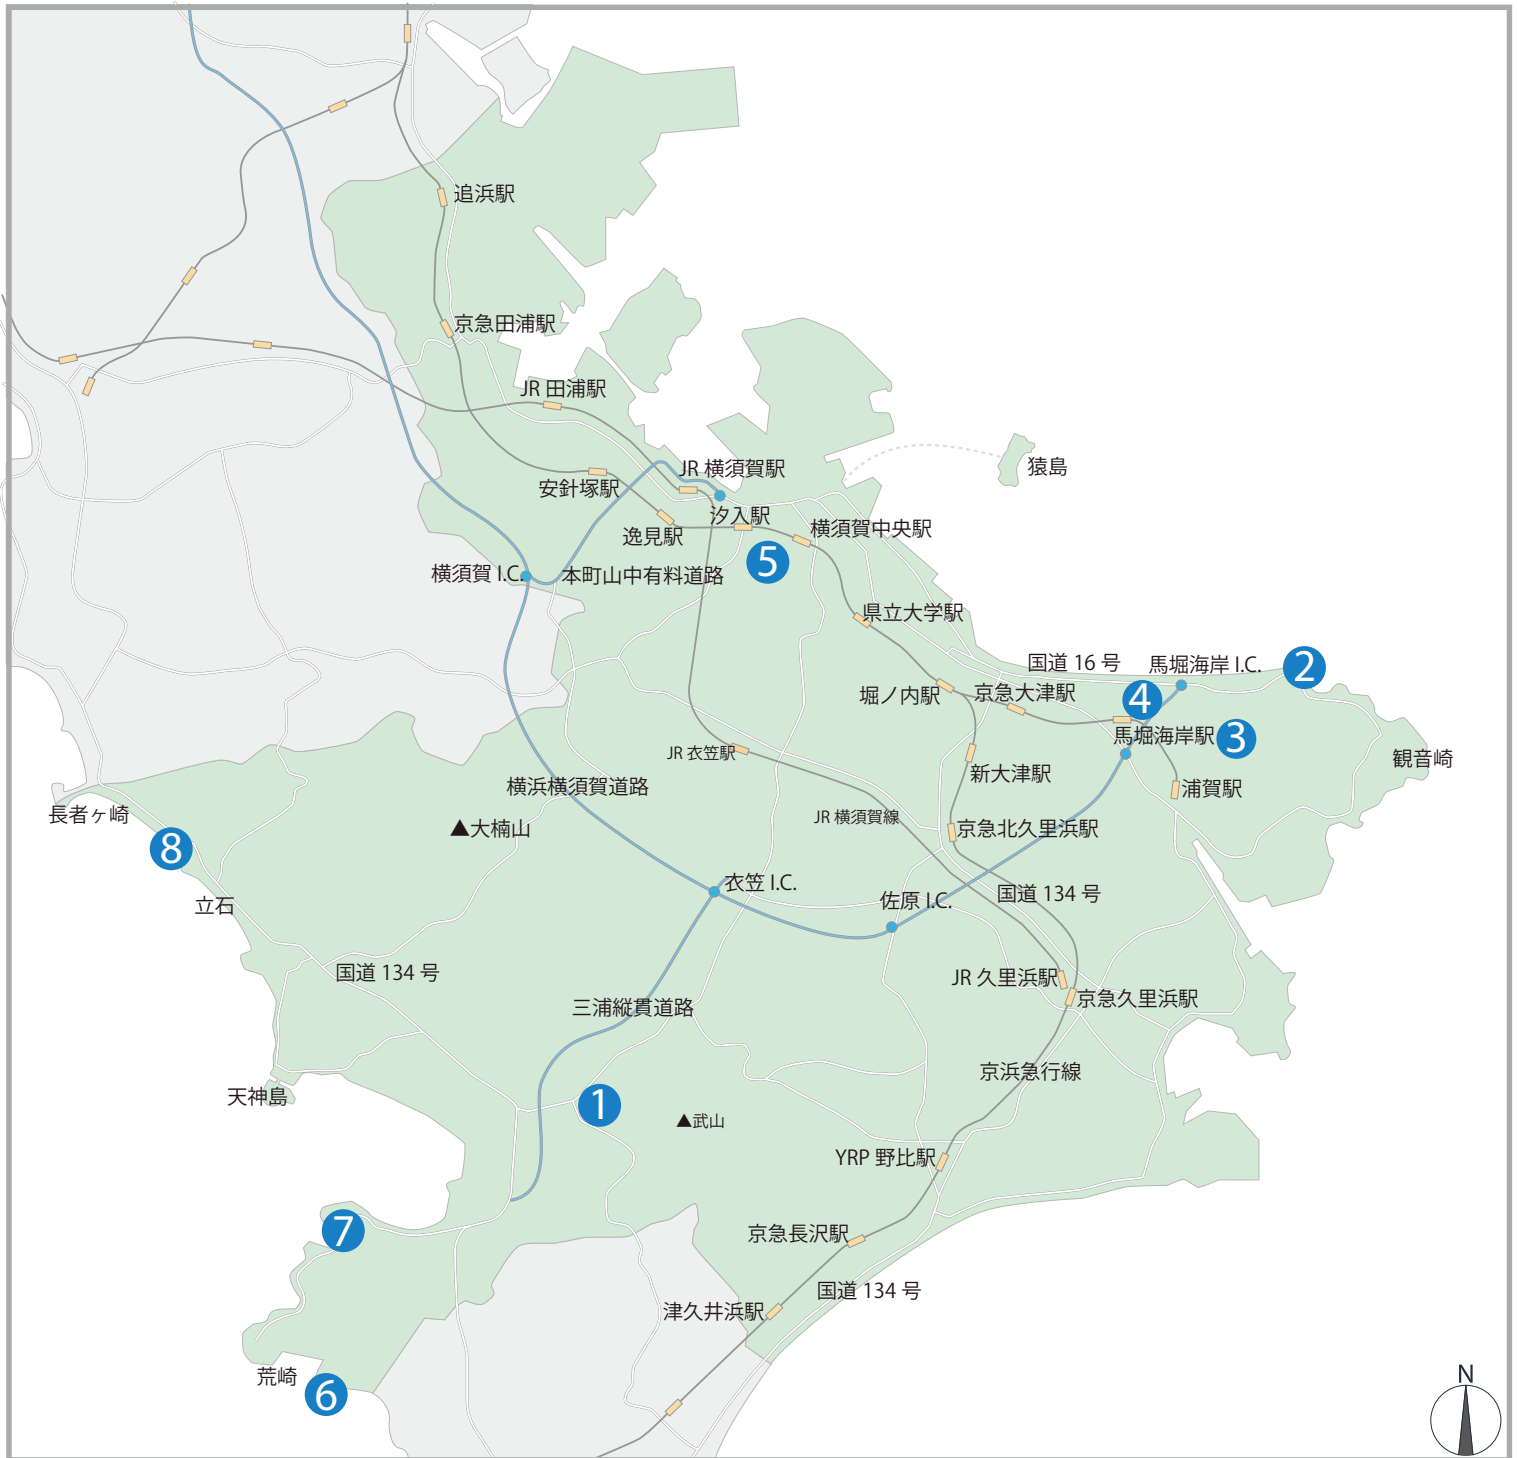 追浜駅
京急田浦駅
JR 田浦駅
JR 横須賀駅
猿島
安針塚駅
汐入駅
逸見駅
横須賀中央駅
5
横須賀 I.C.
本町山中有料道路
県立大学駅
国道 16 号
馬堀海岸 I.C.
2
堀ノ内駅
京急大津駅
4
馬堀海岸駅
3
JR 衣笠駅
観音崎
新大津駅
浦賀駅
横浜横須賀道路
長者ヶ崎
JR 横須賀線
▲大楠山
京急北久里浜駅
8
衣笠 I.C.
国道 134 号
佐原 I.C.
立石
国道 134 号
JR 久里浜駅
京急久里浜駅
三浦縦貫道路
京浜急行線
天神島
1
▲武山
YRP 野比駅
7
京急長沢駅
国道 134 号
津久井浜駅
荒崎
6
N